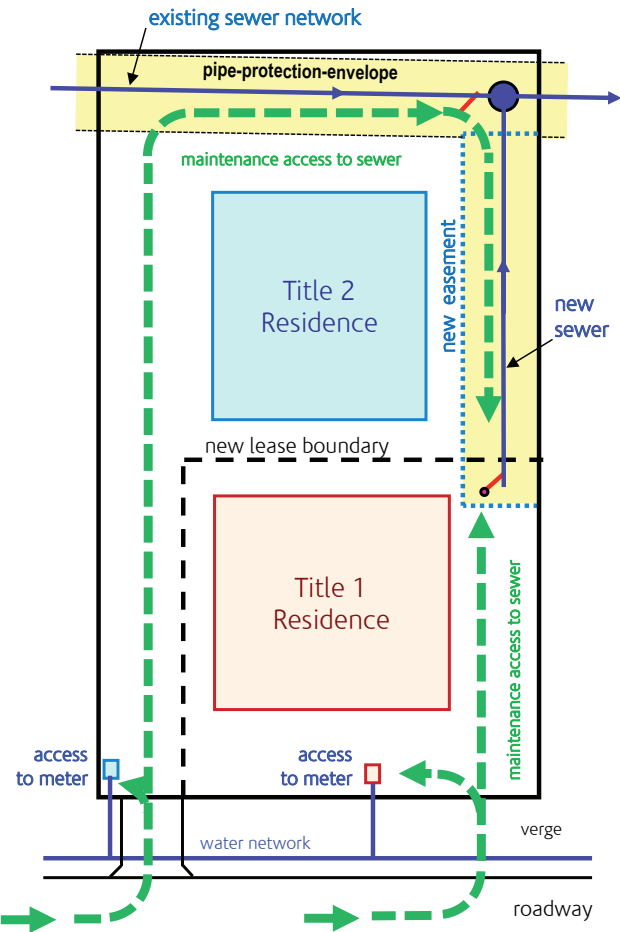 existing sewer network
pipe-protection-envelope
maintenance access to sewer
Title 2
Residence
new easement
new
sewer
new lease boundary
Title 1
Residence
maintenance access to sewer
access
to meter
access
to meter
water network
verge
roadway